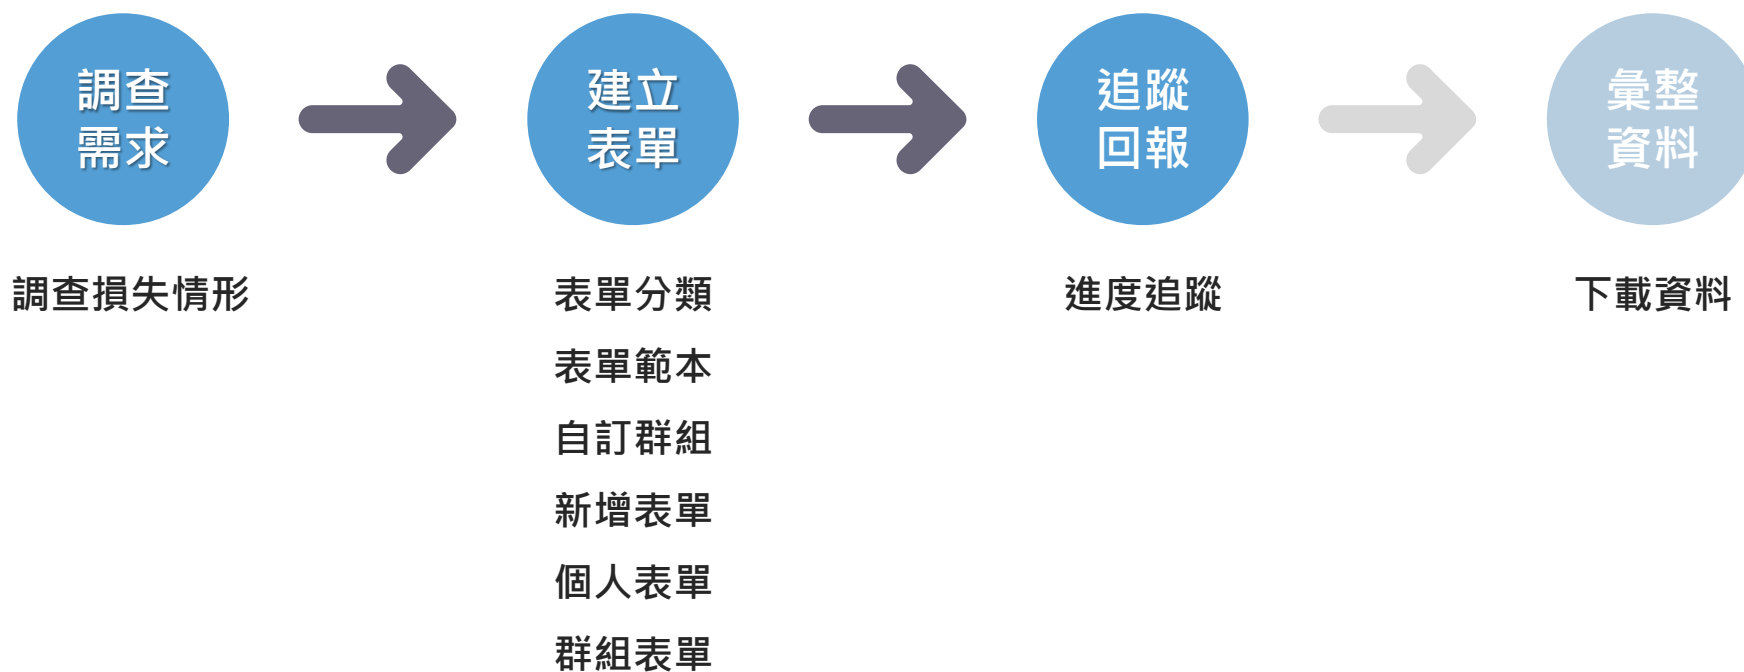 調查
需求
建立
表單
追蹤
回報
彙整
資料
調查損失情形
表單分類
表單範本
自訂群組
新增表單
個人表單
群組表單
進度追蹤
下載資料